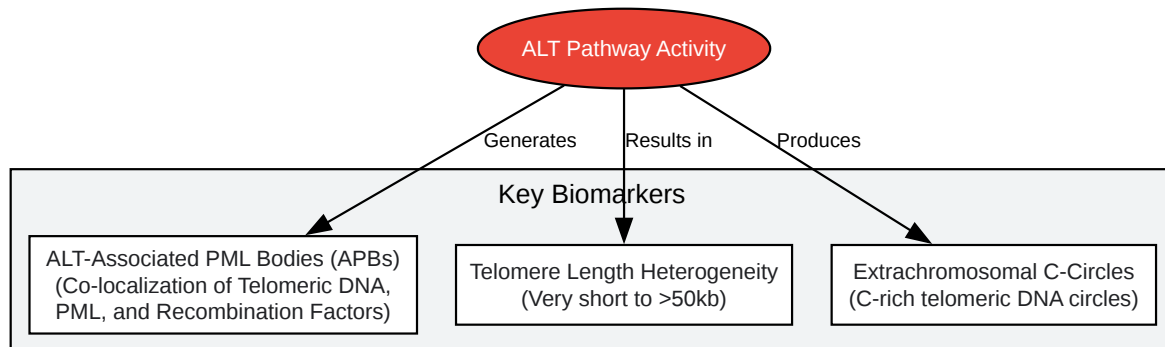 ALT Pathway Activity
Generates
Results in
Produces
Key Biomarkers
ALT-Associated PML Bodies (APBs)
(Co-localization of Telomeric DNA,
PML, and Recombination Factors)
Telomere Length Heterogeneity
(Very short to >50kb)
Extrachromosomal C-Circles
(C-rich telomeric DNA circles)